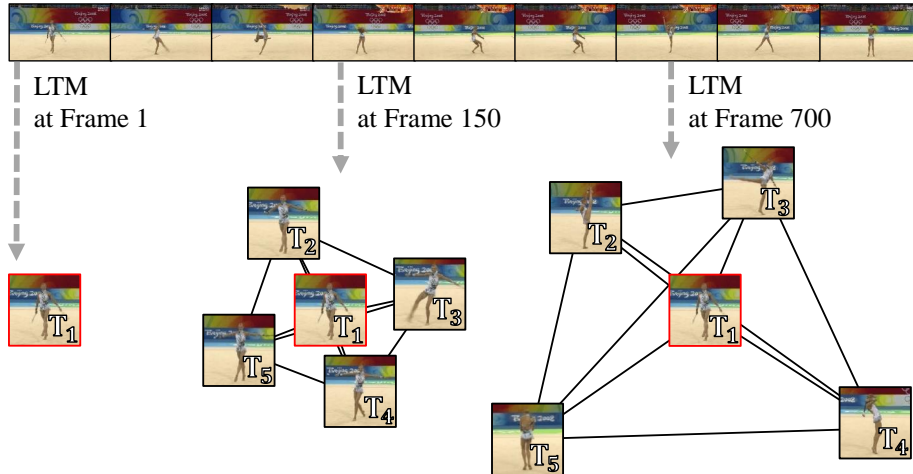 LTM
at Frame 1
LTM
at Frame 150
LTM
at Frame 700
T1
T2
T1
T3
T5
T4
T3
T2
T1
T5
T4